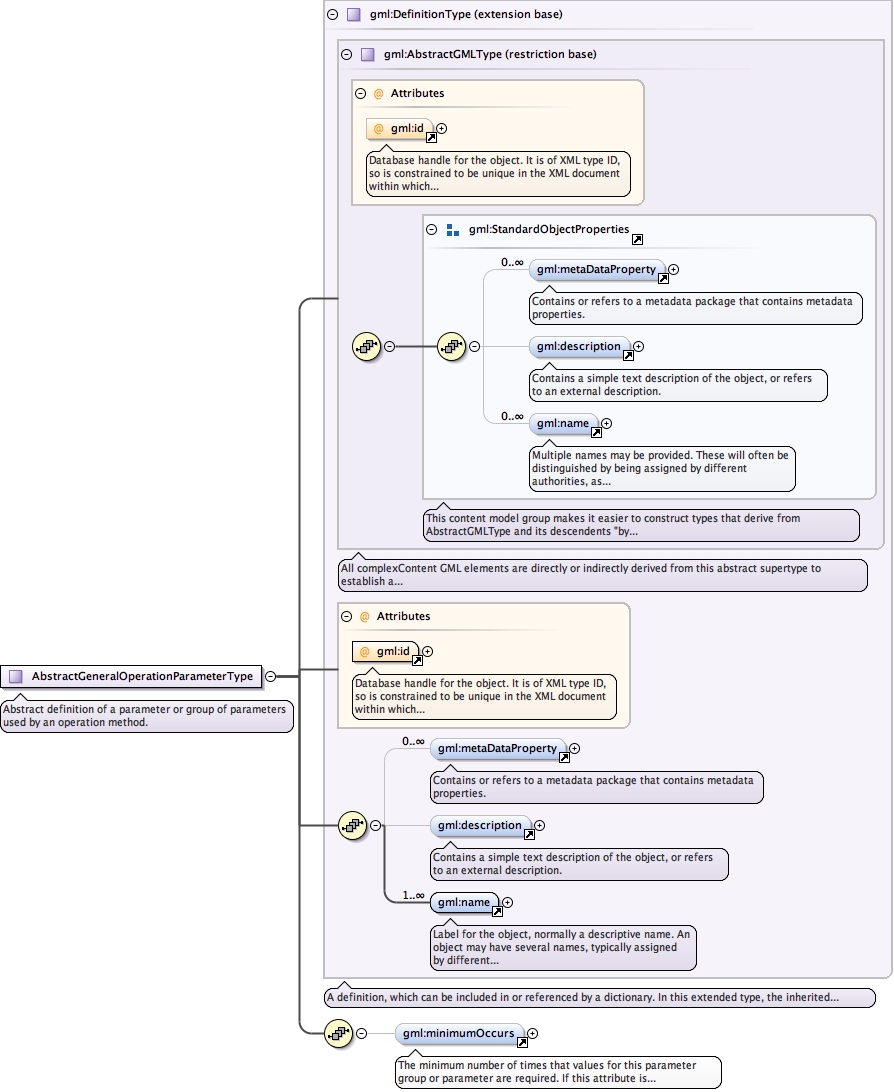 gml:DefinitionType (extension base)
gml:AbstractGMLType (restriction base)
@ Attributes
@ gml:id
Database handle for the object. It is of XML type ID,
so is constrained to be unique in the XML document
within which...
gml:StandardObjectProperties
0..∞
gml:metaDataProperty
Contains or refers to a metadata package that contains metadata
properties.
gml:description
Contains a simple text description of the object, or refers
to an external description.
0..∞
gml:name
Multiple names may be provided. These will often be
distinguished by being assigned by different
authorities, as...
This content model group makes it easier to construct types that derive from
AbstractGMLType and its descendents "by...
All complexContent GML elements are directly or indirectly derived from this abstract supertype to
establish a...
@ Attributes
@ gml:id
Database handle for the object. It is of XML type ID,
so is constrained to be unique in the XML document
within which...
AbstractGeneralOperationParameterType
Abstract definition of a parameter or group of parameters
used by an operation method.
0..∞
gml:metaDataProperty
Contains or refers to a metadata package that contains metadata
properties.
gml:description
Contains a simple text description of the object, or refers
to an external description.
1..∞
gml:name
Label for the object, normally a descriptive name. An
object may have several names, typically assigned
by different...
A definition, which can be included in or referenced by a dictionary. In this extended type, the inherited...
gml:minimumOccurs
The minimum number of times that values for this parameter
group or parameter are required. If this attribute is...